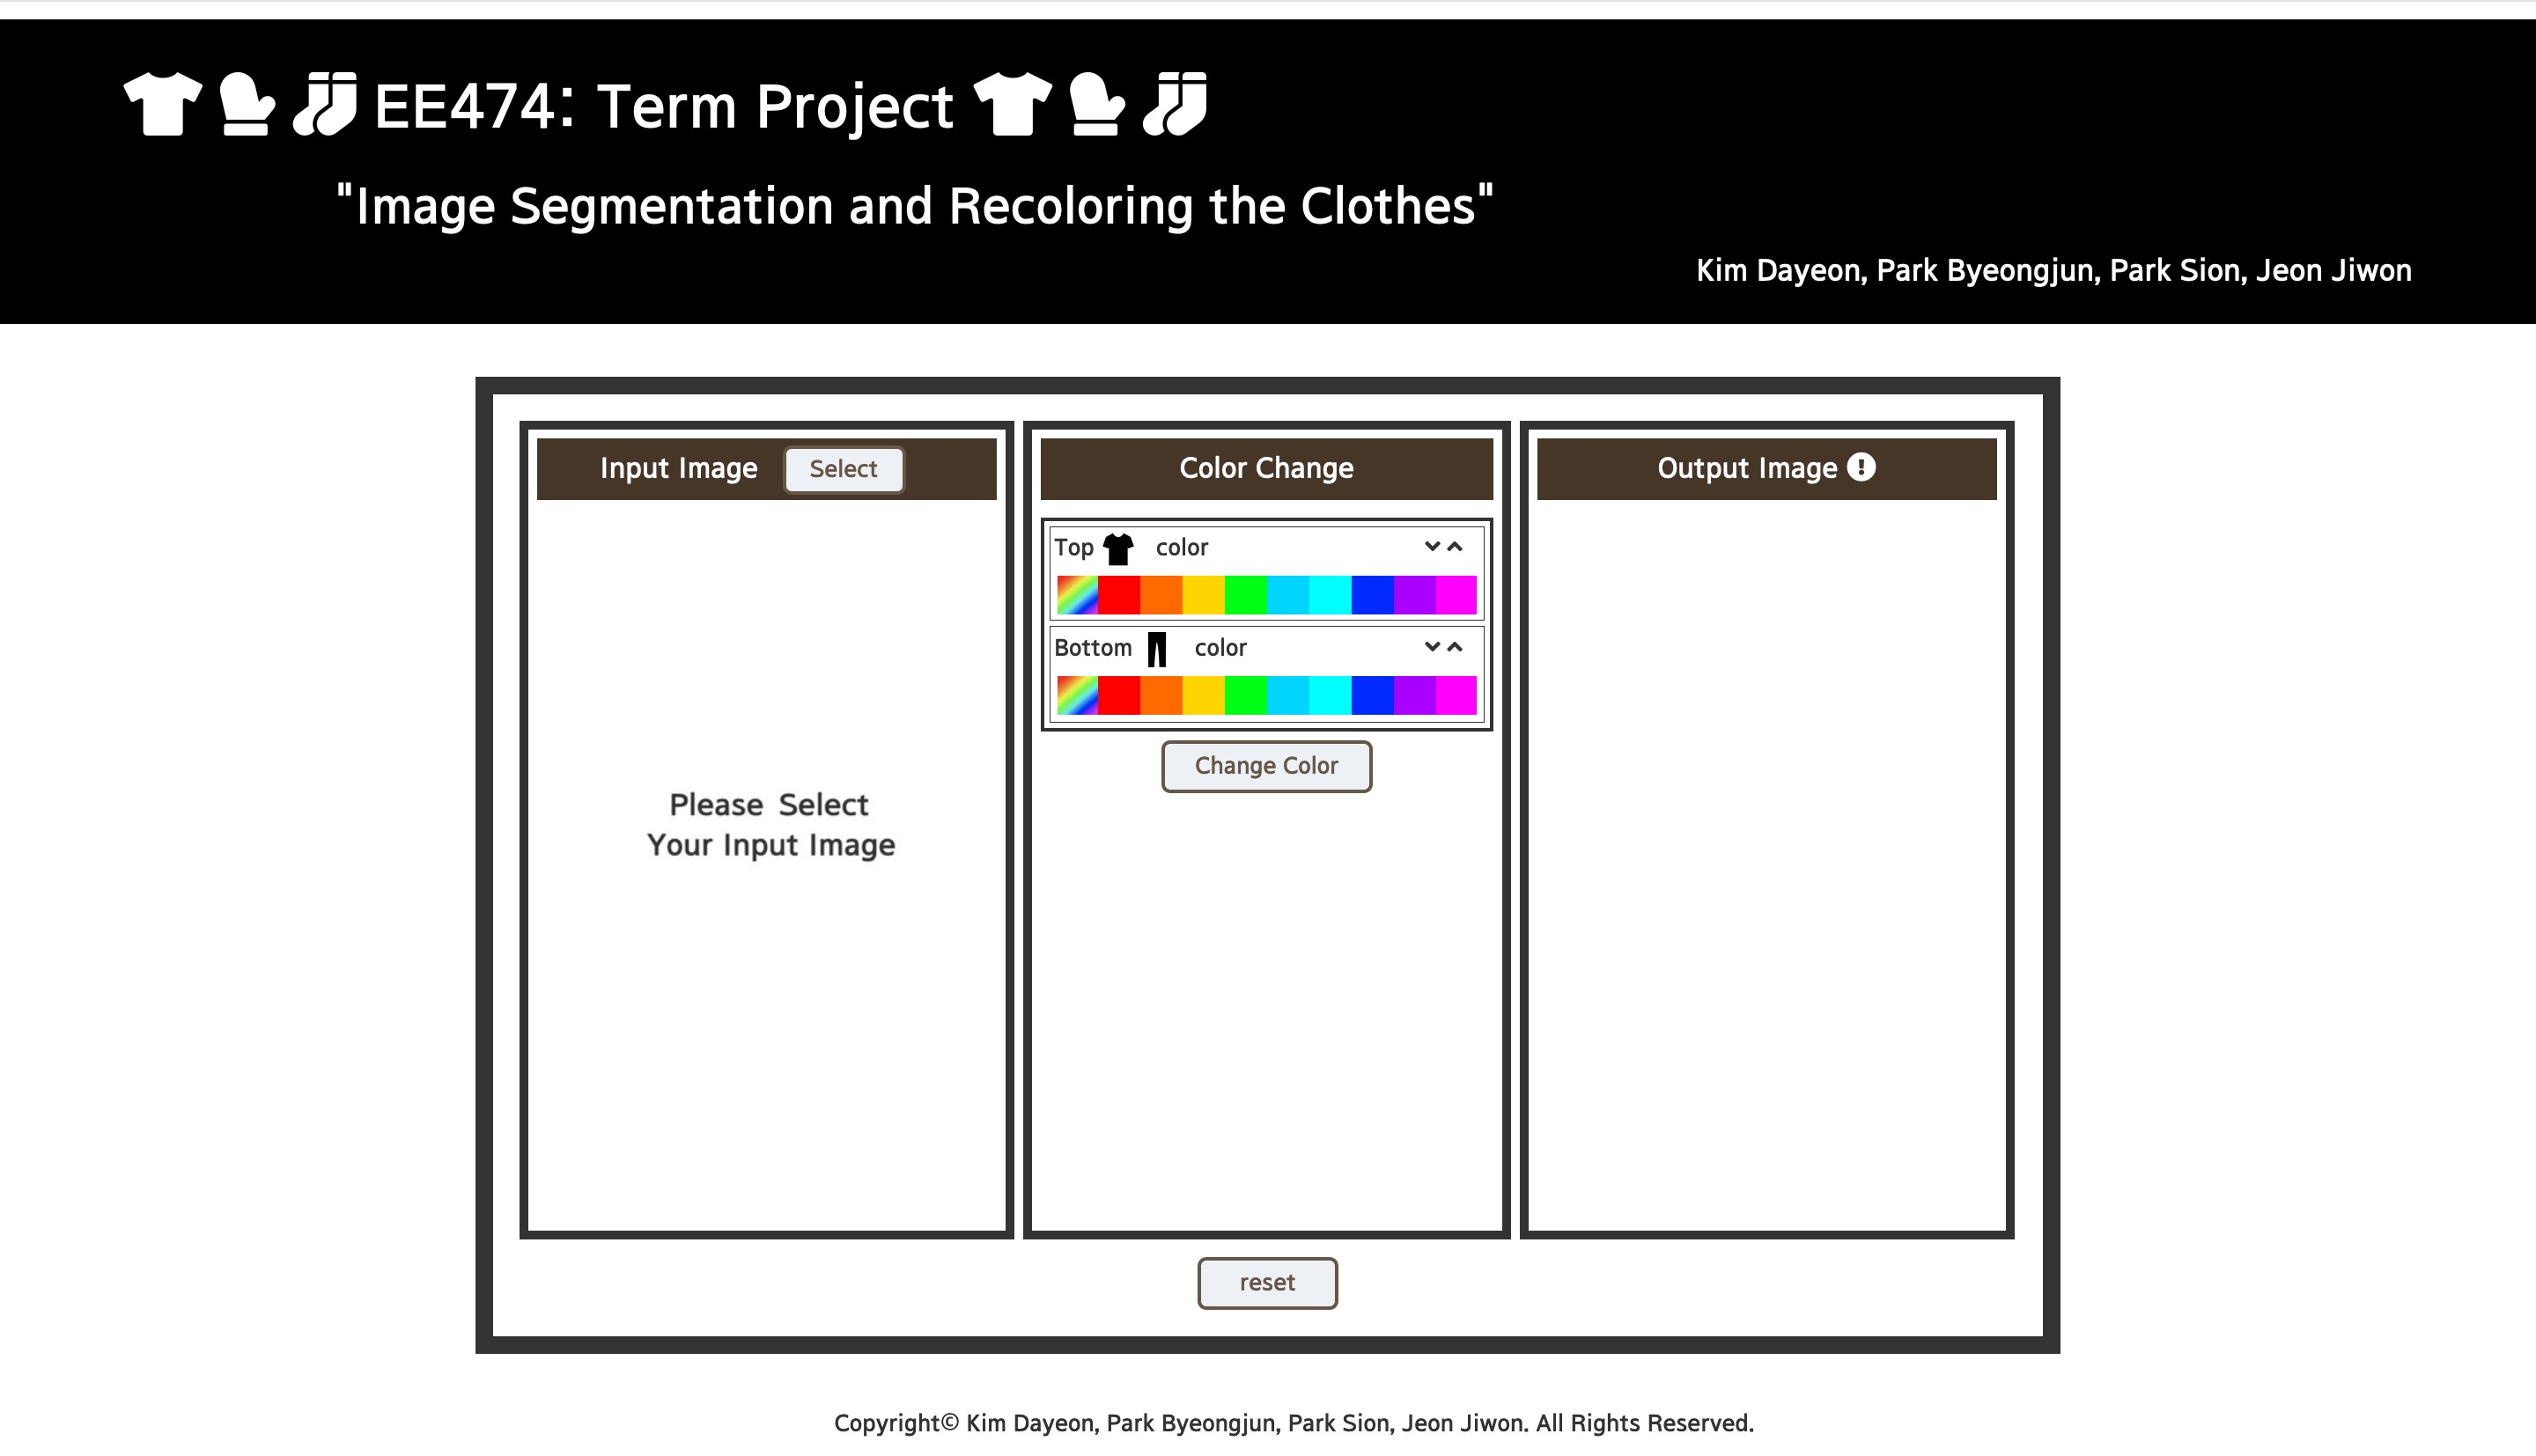 EE474: Term Project
"Image Segmentation and Recoloring the Clothes"
Kim Dayeon, Park Byeongjun, Park Sion, Jeon Jiwon
Input Image Select
Please Select
Your Input Image
Color Change
Top color
Bottom color
Change Color
Output Image
reset
Copyright© Kim Dayeon, Park Byeongjun, Park Sion, Jeon Jiwon. All Rights Reserved.